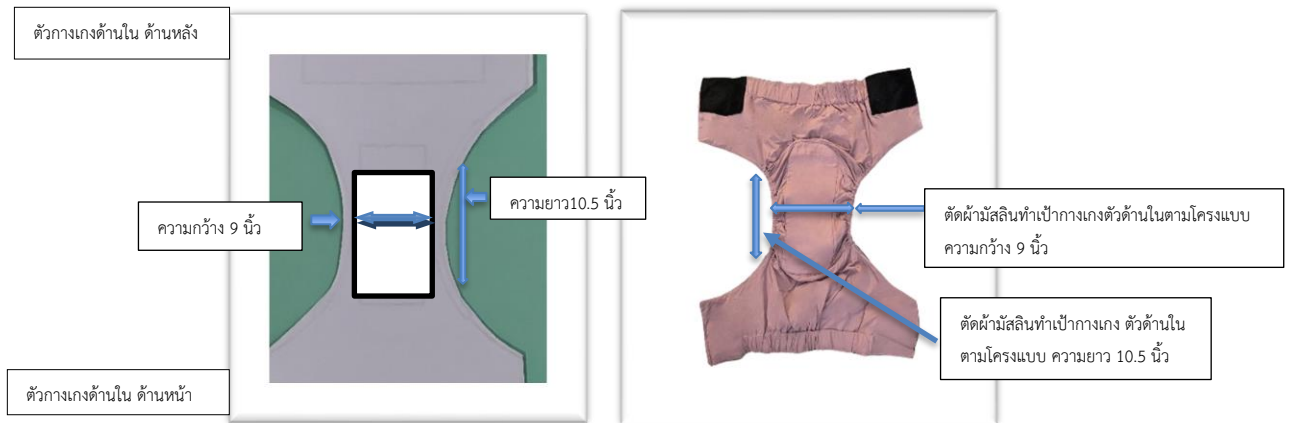 ตัวกางเกงด้านใน ด้านหลัง
ความกว้าง 9 นิ้ว
ความยาว10.5 นิ้ว
ตัวกางเกงด้านใน ด้านหน้า
ตัดผ้ามัสลินทำเป้ากางเกงตัวด้านในตามโครงแบบ
ความกว้าง 9 นิ้ว
ตัดผ้ามัสลินทำเป้ากางเกง ตัวด้านใน
ตามโครงแบบ ความยาว 10.5 นิ้ว